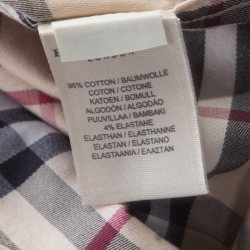 LONDON
96% COTTON / BAUMWOLLE
COTON / COTONE
KATOEN / BOMULL
ALGODÓN / ALGODÃO
PUUVILLAA / BAMBAKI
4% ELASTANE
ELASTHAN / ELASTHANNE
ELASTAN / ELASTANO
ELASTAANIA / ΕΛΑΣΤΑΝ